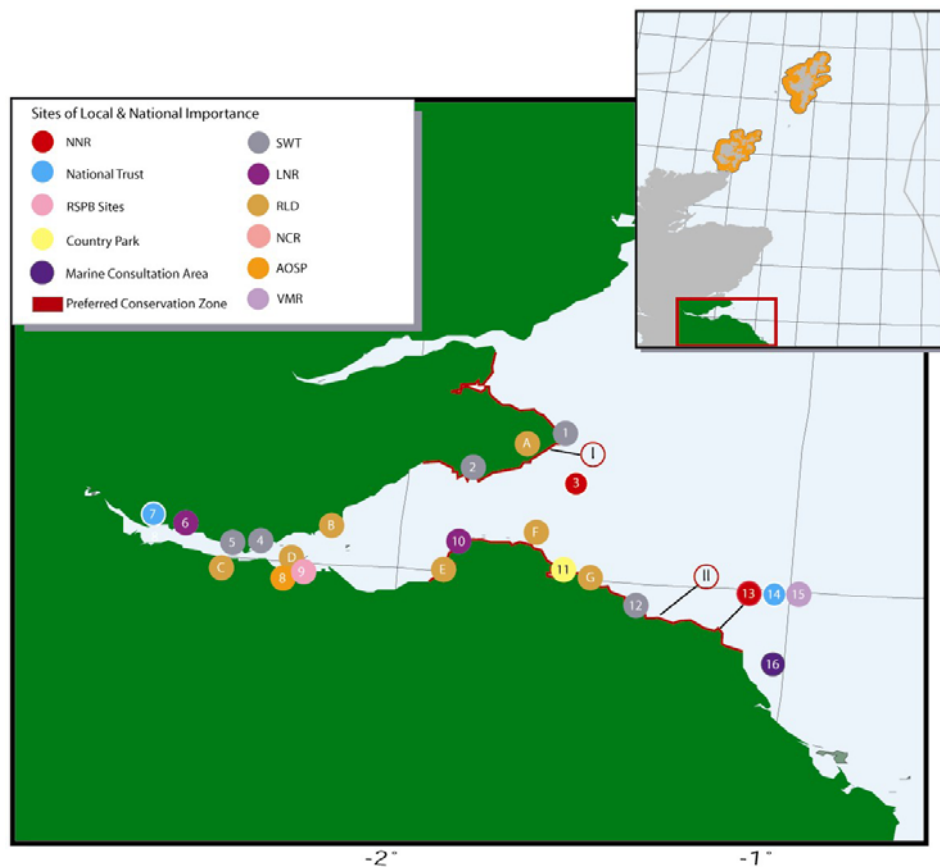 Sites of Local & National Importance
NNR
National Trust
RSPB Sites
Country Park
Marine Consultation Area
Preferred Conservation Zone
SWT
LNR
RLD
NCR
AOSP
VMR
1
A
I
2
3
7
6
B
5
4
C
D
8
9
10
F
E
11
G
12
II
13
14
15
16
-2°
-1°